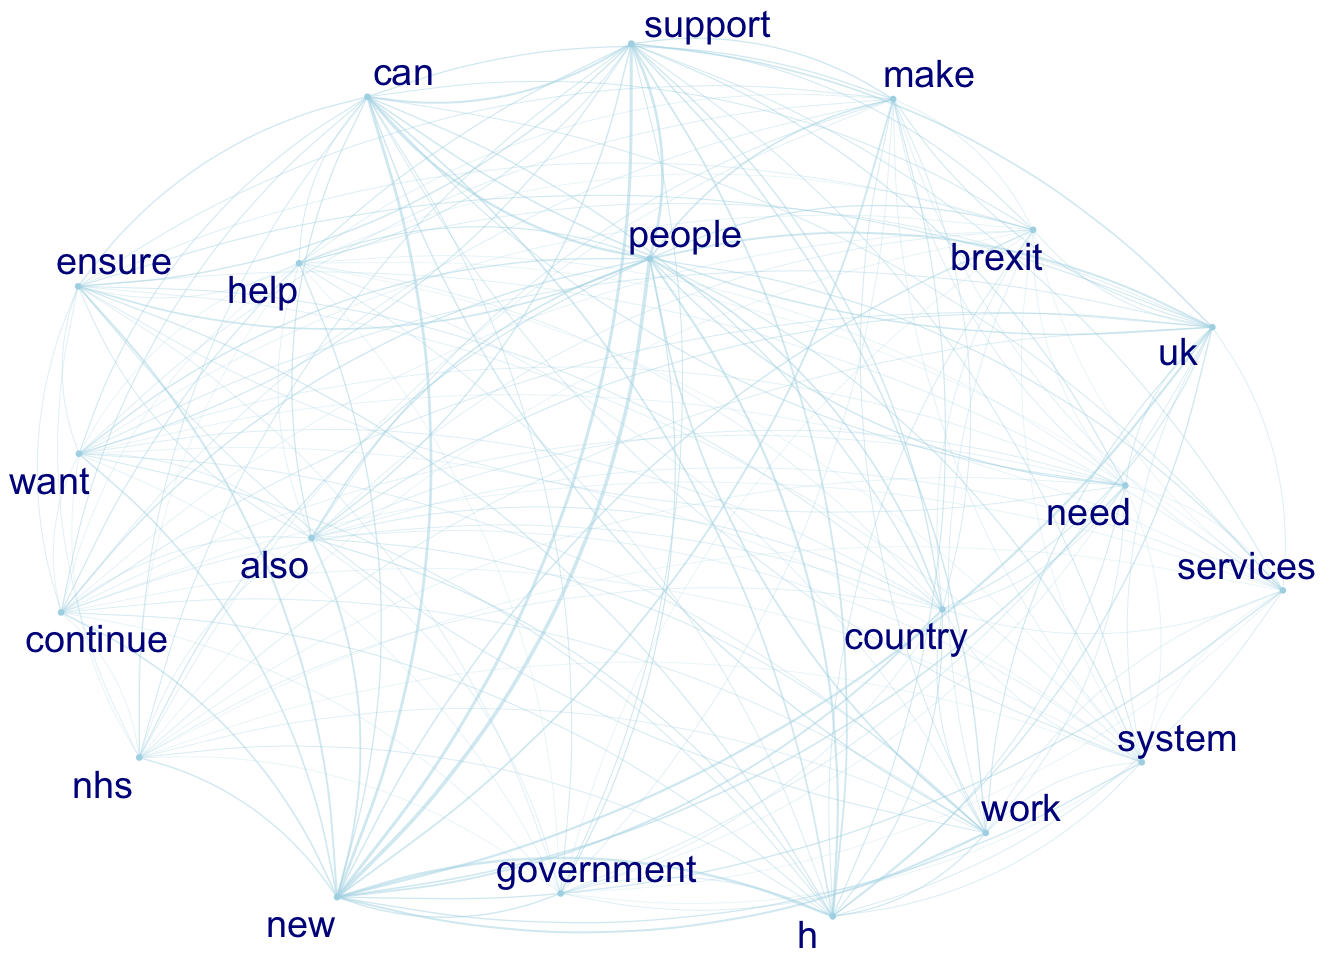 support
can
make
people
brexit
ensure
help
uk
want
need
also
services
continue
country
system
nhs
work
government
new
h